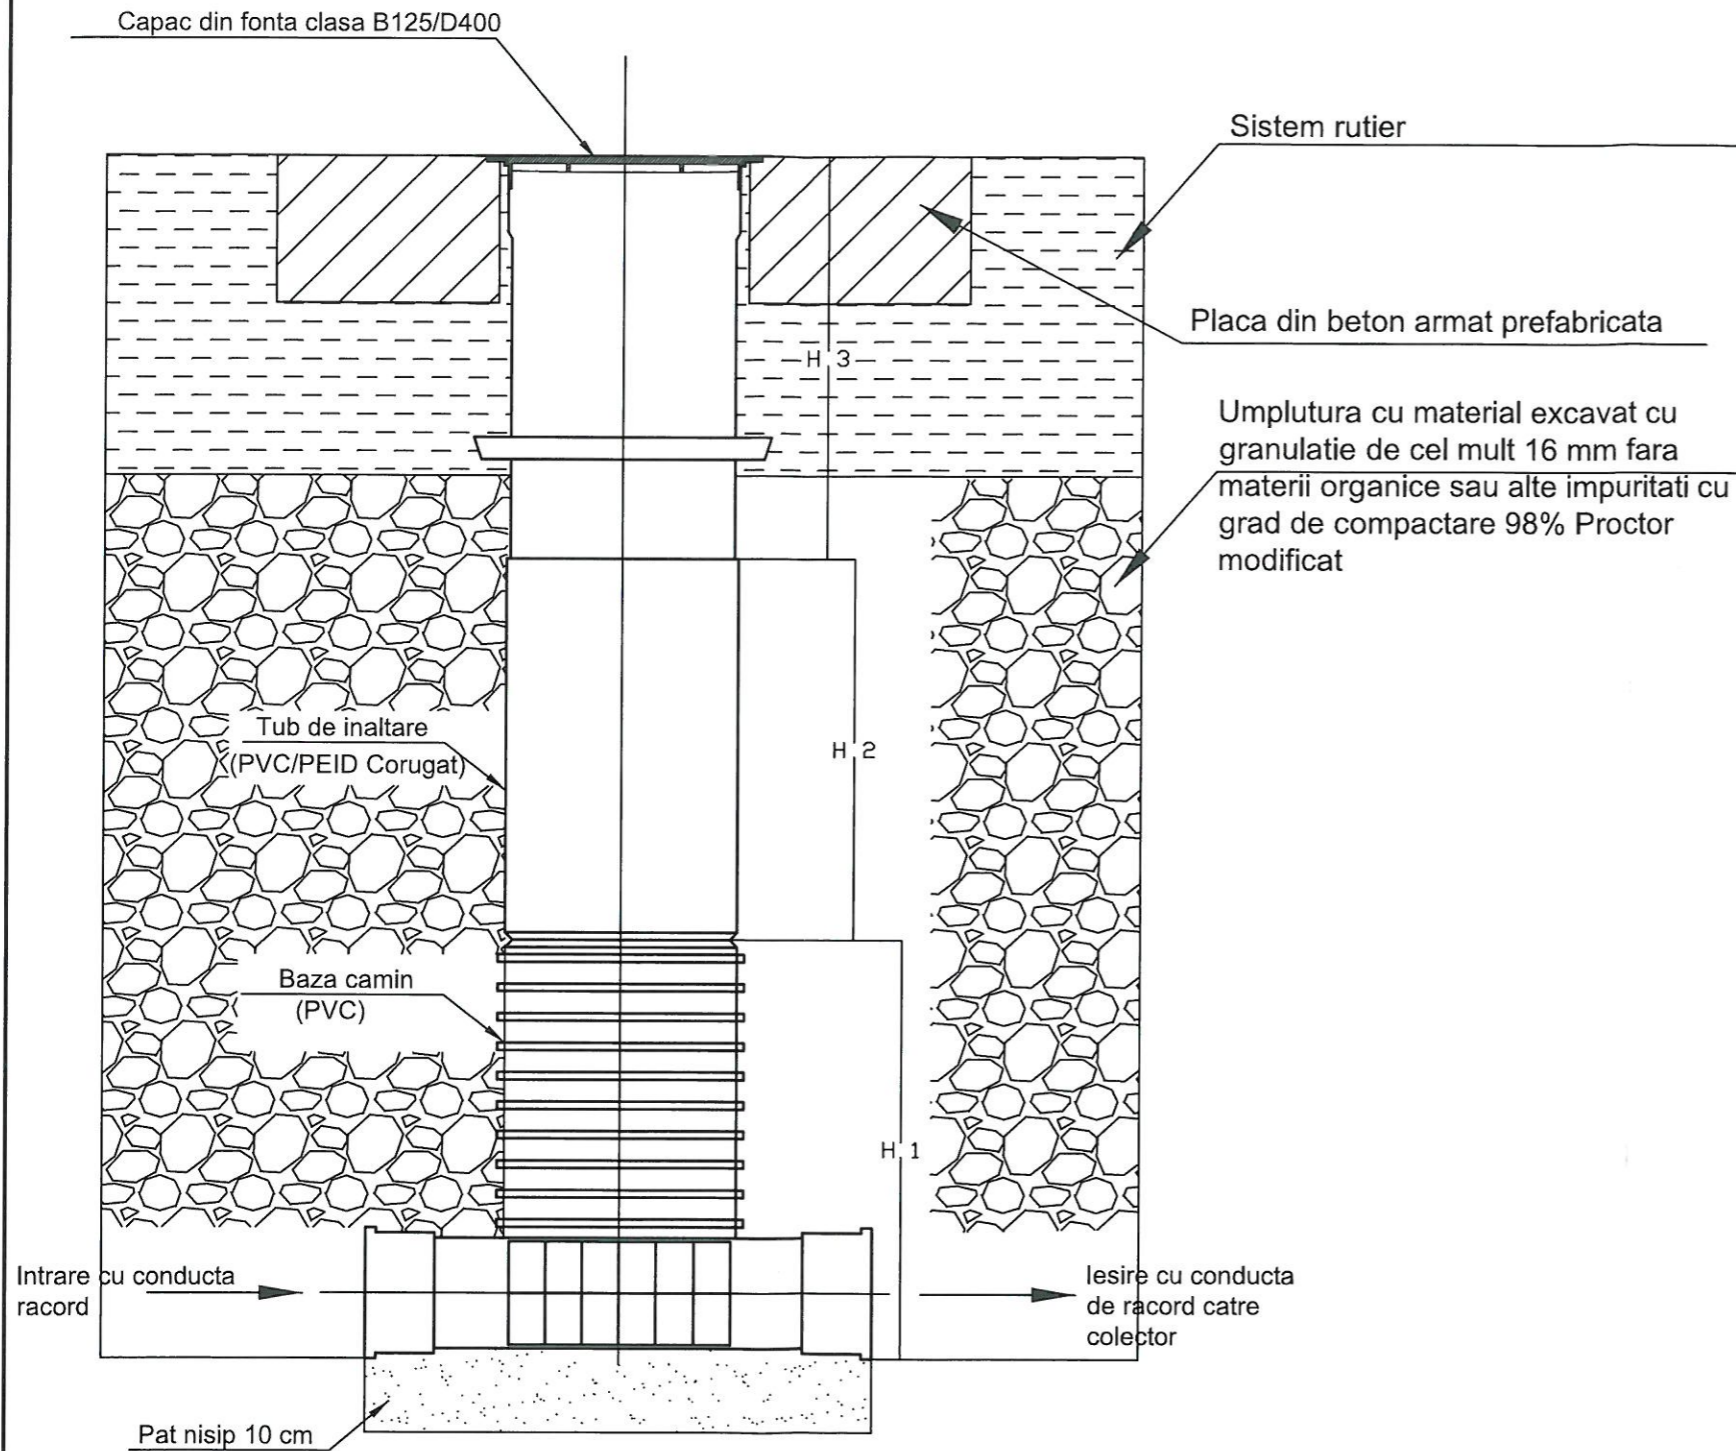 Capac din fonta clasa B125/D400
Sistem rutier
Placa din beton armat prefabricata
H 3
Umplutura cu material excavat cu
granulatie de cel mult 16 mm fara
materii organice sau alte impuritati cu
grad de compactare 98% Proctor
modificat
Tub de inaltare
(PVC/PEID Corugat)
H 2
Baza camin
(PVC)
H 1
Intrare cu conducta
racord
Iesire cu conducta
de racord catre
colector
Pat nisip 10 cm